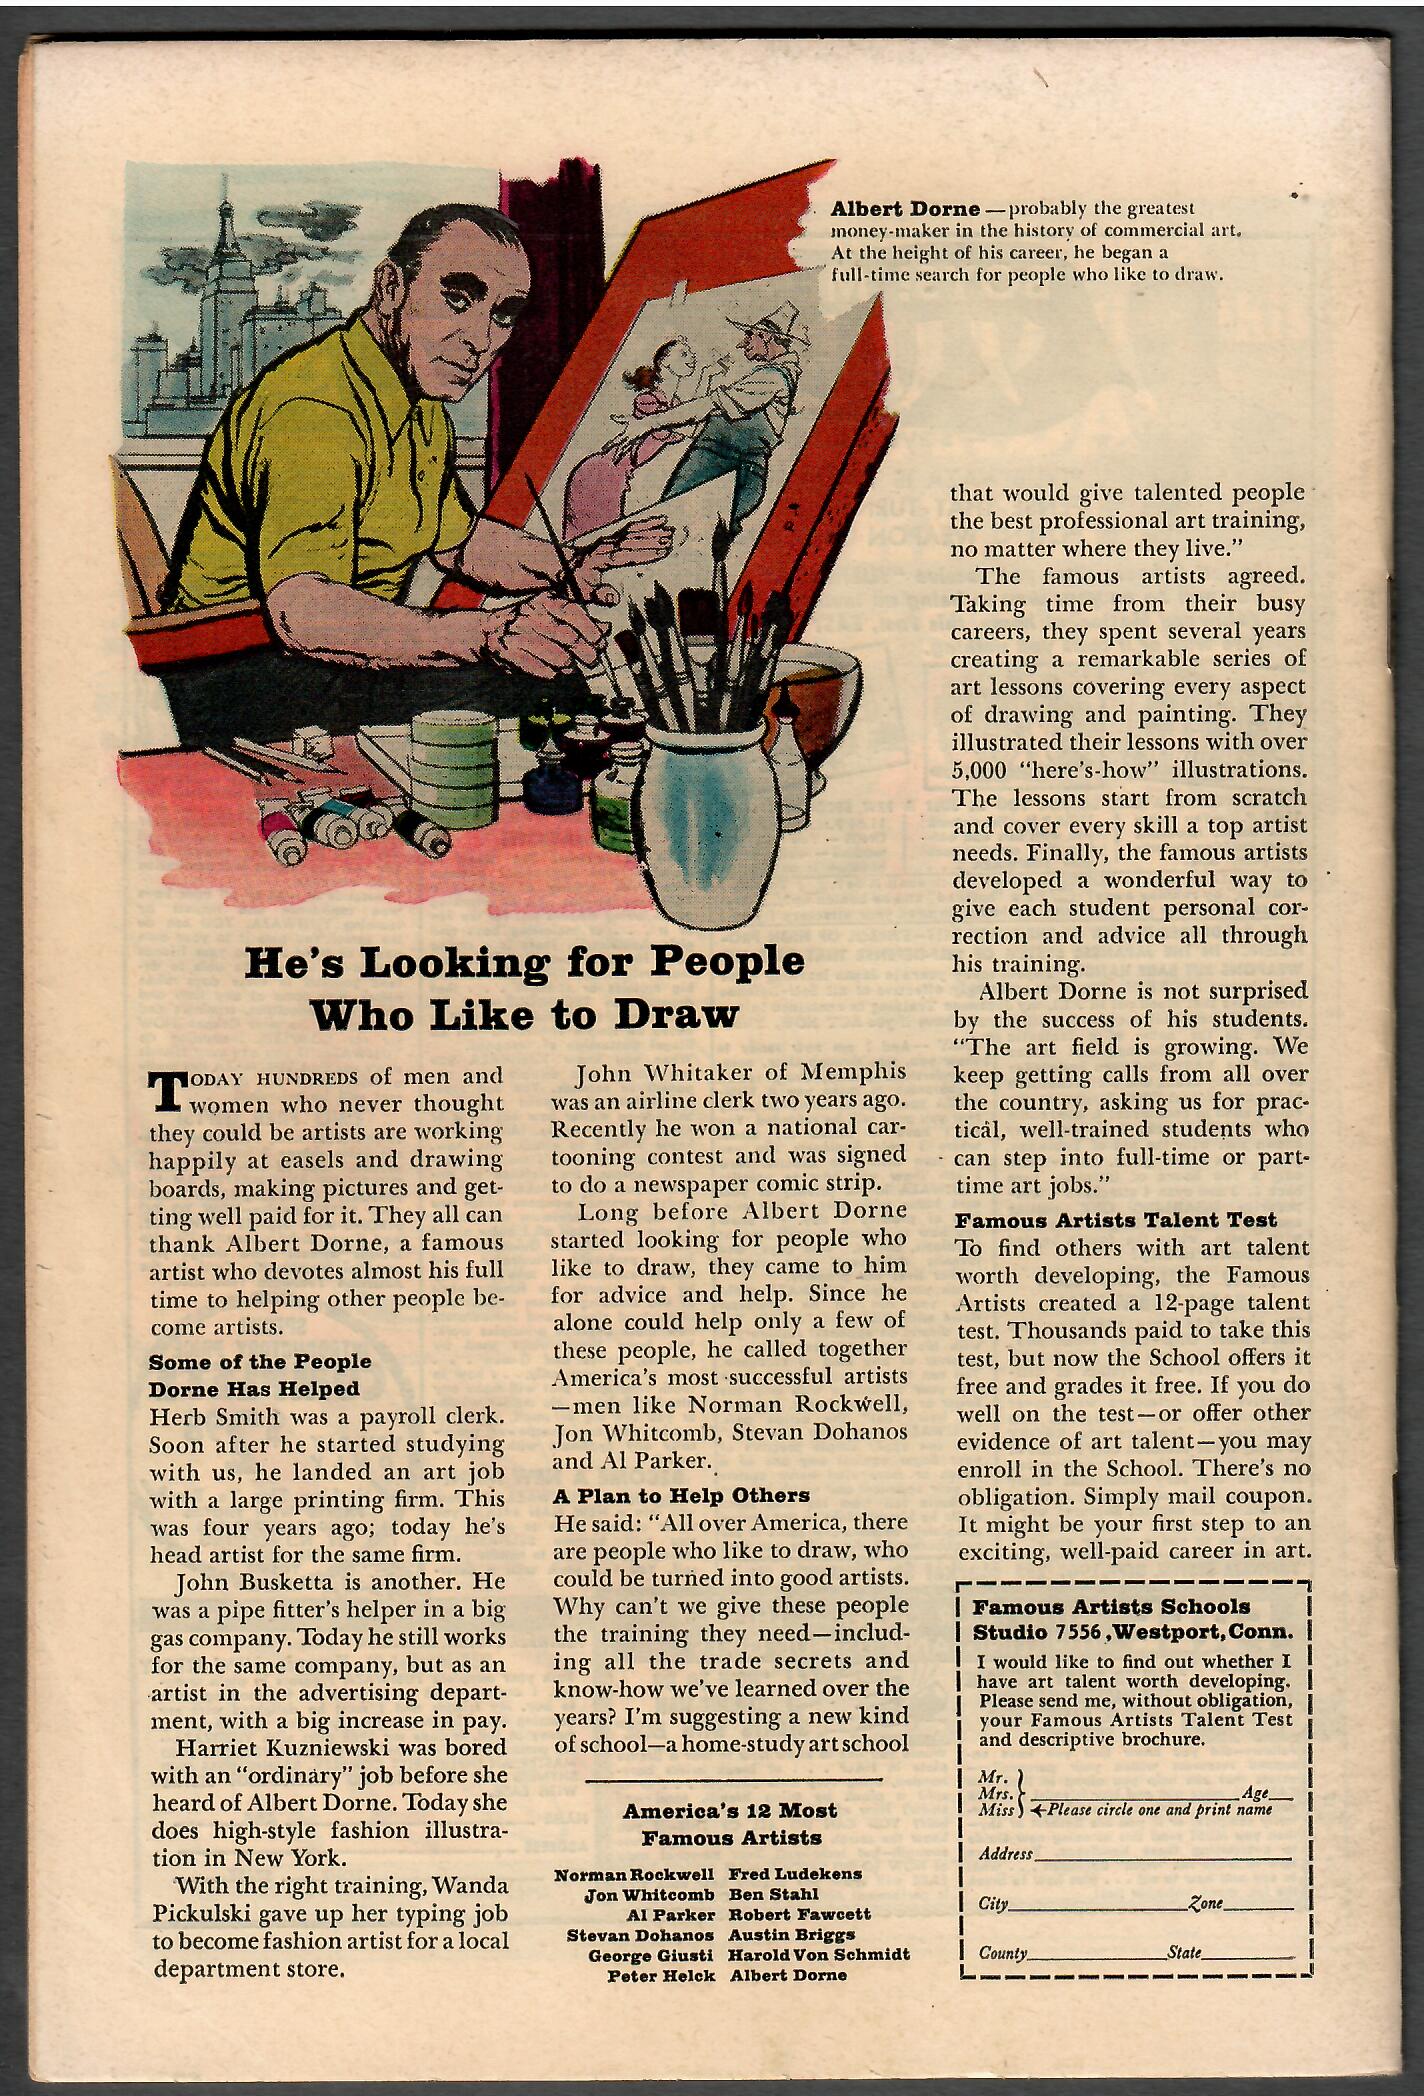 Albert Dorne—probably the greatest
money-maker in the history of commercial art.
At the height of his career, he began a
full-time search for people who like to draw.
He's Looking for People
Who Like to Draw
TODAY HUNDREDS of men and
women who never thought
they could be artists are working
happily at easels and drawing
boards, making pictures and get-
ting well paid for it. They all can
thank Albert Dorne, a famous
artist who devotes almost his full
time to helping other people be-
come artists.
Some of the People
Dorne Has Helped
Herb Smith was a payroll clerk.
Soon after he started studying
with us, he landed an art job
with a large printing firm. This
was four years ago; today he's
head artist for the same firm.
John Busketta is another. He
was a pipe fitter's helper in a big
gas company. Today he still works
for the same company, but as an
artist in the advertising depart-
ment, with a big increase in pay.
Harriet Kuzniewski was bored
with an "ordinary" job before she
heard of Albert Dorne. Today she
does high-style fashion illustra-
tion in New York.
With the right training, Wanda
Pickulski gave up her typing job
to become fashion artist for a local
department store.
John Whitaker of Memphis
was an airline clerk two years ago.
Recently he won a national car-
tooning contest and was signed
to do a newspaper comic strip.
Long before Albert Dorne
started looking for people who
like to draw, they came to him
for advice and help. Since he
alone could help only a few of
these people, he called together
America's most successful artists
—men like Norman Rockwell,
Jon Whitcomb, Stevan Dohanos
and Al Parker.
A Plan to Help Others
He said: "All over America, there
are people who like to draw, who
could be turned into good artists.
Why can't we give these people
the training they need—includ-
ing all the trade secrets and
know-how we've learned over the
years? I'm suggesting a new kind
of school—a home-study art school
America's 12 Most
Famous Artists
Norman Rockwell Fred Ludekens
Jon Whitcomb Ben Stahl
Al Parker Robert Fawcett
Stevan Dohanos Austin Briggs
George Giusti Harold Von Schmidt
Peter Helck Albert Dorne
that would give talented people
the best professional art training,
no matter where they live."
The famous artists agreed.
Taking time from their busy
careers, they spent several years
creating a remarkable series of
art lessons covering every aspect
of drawing and painting. They
illustrated their lessons with over
5,000 "here's-how" illustrations.
The lessons start from scratch
and cover every skill a top artist
needs. Finally, the famous artists
developed a wonderful way to
give each student personal cor-
rection and advice all through
his training.
Albert Dorne is not surprised
by the success of his students.
"The art field is growing. We
keep getting calls from all over
the country, asking us for prac-
tical, well-trained students who
can step into full-time or part-
time art jobs."
Famous Artists Talent Test
To find others with art talent
worth developing, the Famous
Artists created a 12-page talent
test. Thousands paid to take this
test, but now the School offers it
free and grades it free. If you do
well on the test—or offer other
evidence of art talent—you may
enroll in the School. There's no
obligation. Simply mail coupon.
It might be your first step to an
exciting, well-paid career in art.
Famous Artists Schools
Studio 7556, Westport, Conn.
I would like to find out whether I
have art talent worth developing.
Please send me, without obligation,
your Famous Artists Talent Test
and descriptive brochure.
Mr.
Mrs. Age
Miss Please circle one and print name
Address
City Zone
County State